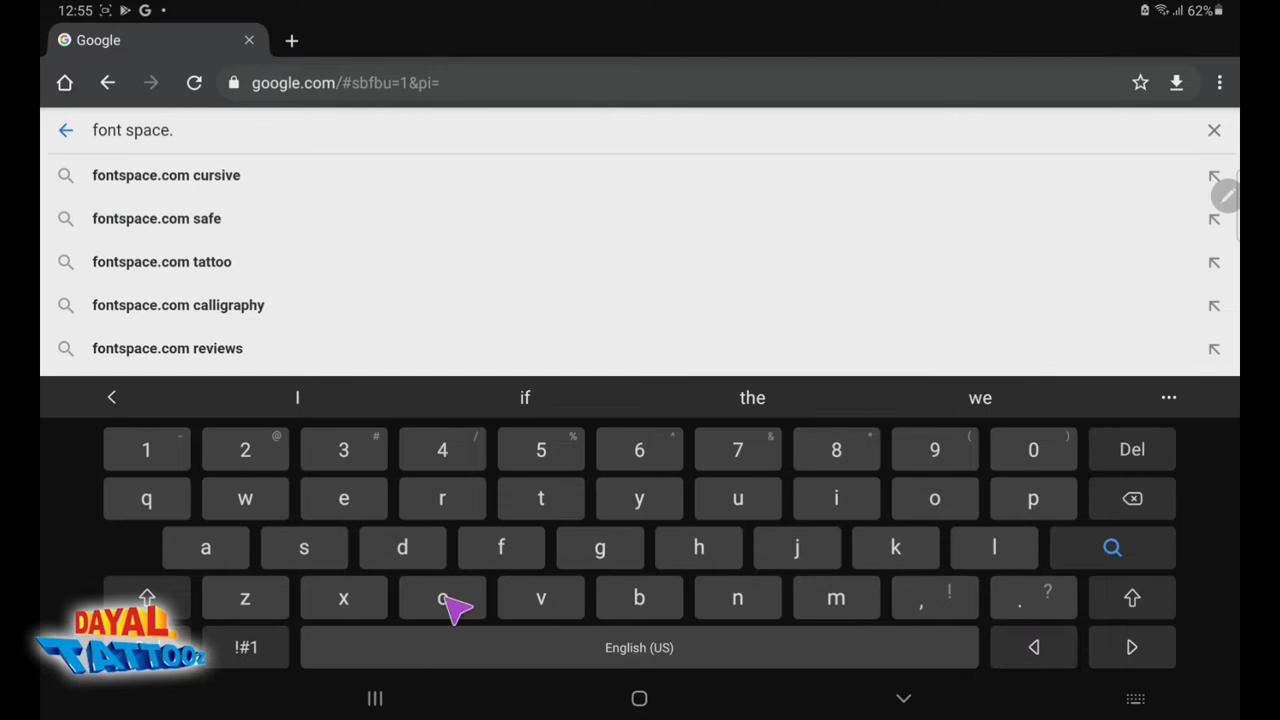 12:55 G 62%
Google
google.com/#sbfbu=1&pi=
font space.
fontspace.com cursive
fontspace.com safe
fontspace.com tattoo
fontspace.com calligraphy
fontspace.com reviews
I if the we
1 - 2 @ 3 # 4 / 5 % 6 ^ 7 & 8 * 9 ( 0 ) Del
q w e r t y u i o p
a s d f g h j k l
z x c v b n m , ! . ?
!#1 English (US)
DAYAL
TATTOOZ